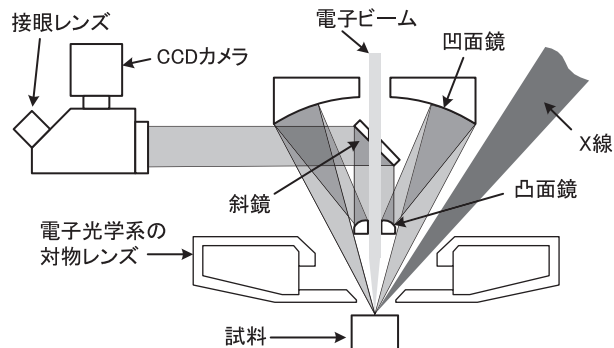 接眼レンズ
CCDカメラ
電子ビーム
凹面鏡
X線
斜鏡
凸面鏡
電子光学系の
対物レンズ
試料